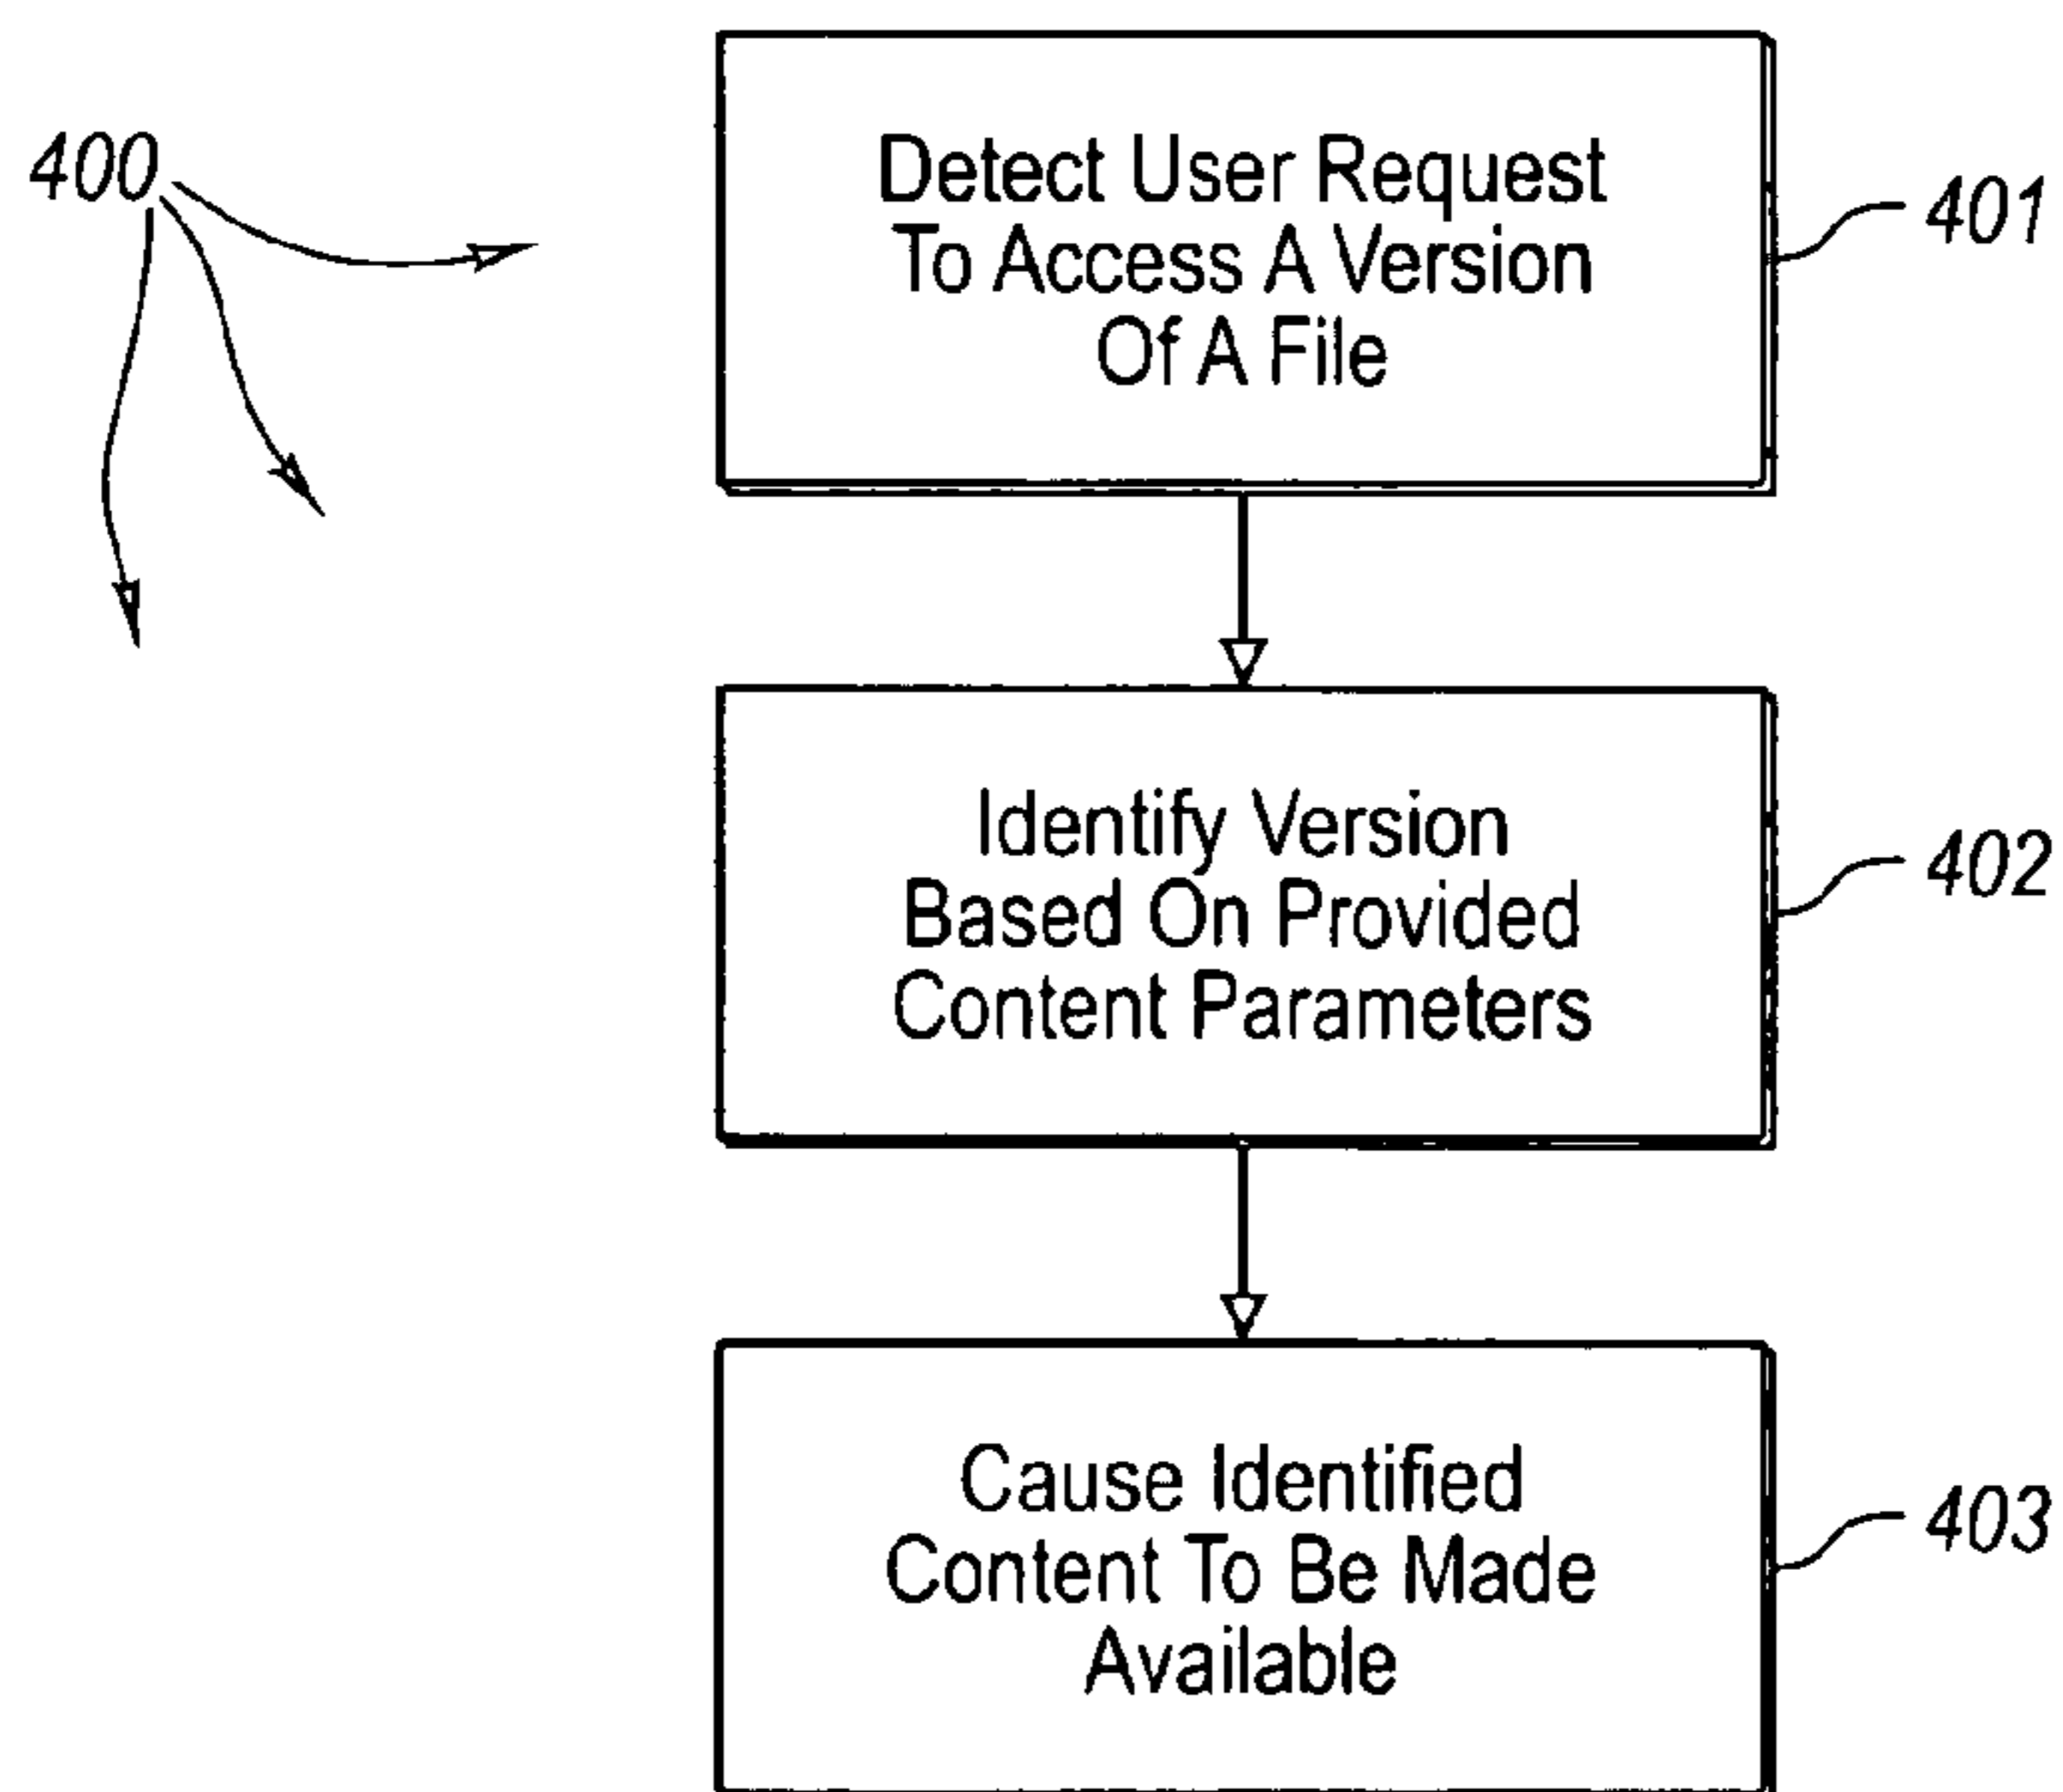 400
Detect User Request
To Access A Version
Of A File
401
Identify Version
Based On Provided
Content Parameters
402
Cause Identified
Content To Be Made
Available
403